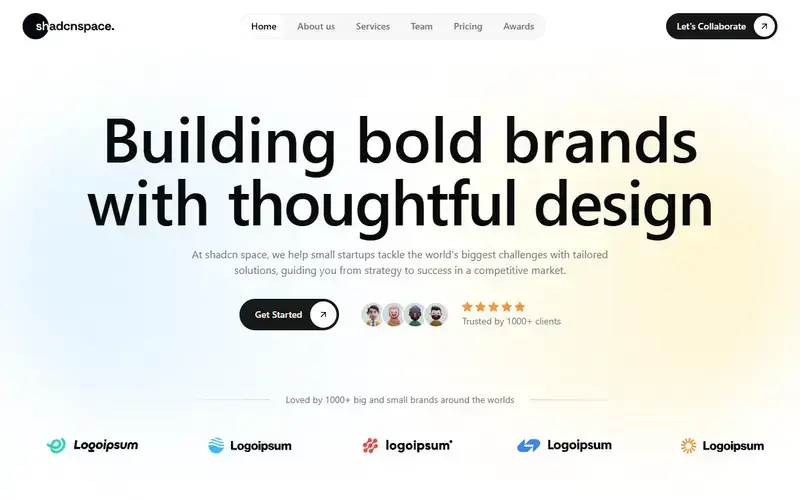 shadcnspace.
Home
About us
Services
Team
Pricing
Awards
Let's Collaborate
Building bold brands
with thoughtful design
At shadcn space, we help small startups tackle the world's biggest challenges with tailored
solutions, guiding you from strategy to success in a competitive market.
Get Started
Trusted by 1000+ clients
Loved by 1000+ big and small brands around the worlds
Logoipsum
Logoipsum
logoipsum
Logoipsum
Logoipsum